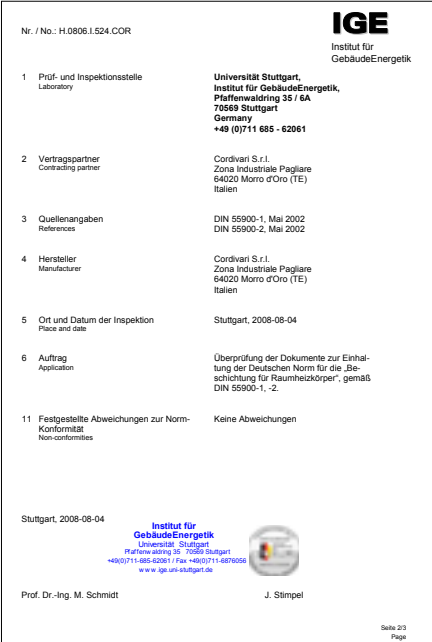 Nr. / No.: H.0806.I.524.COR
IGE
Institut für
GebäudeEnergetik
1 Prüf- und Inspektionsstelle
Laboratory
Universität Stuttgart,
Institut für GebäudeEnergetik,
Pfaffenwaldring 35 / 6A
70569 Stuttgart
Germany
+49 (0)711 685 - 62061
2 Vertragspartner
Contracting partner
Cordivari S.r.l.
Zona Industriale Pagliare
64020 Morro d'Oro (TE)
Italien
3 Quellenangaben
References
DIN 55900-1, Mai 2002
DIN 55900-2, Mai 2002
4 Hersteller
Manufacturer
Cordivari S.r.l.
Zona Industriale Pagliare
64020 Morro d'Oro (TE)
Italien
5 Ort und Datum der Inspektion
Place and date
Stuttgart, 2008-08-04
6 Auftrag
Application
Überprüfung der Dokumente zur Einhal-
tung der Deutschen Norm für die „Be-
schichtung für Raumheizkörper", gemäß
DIN 55900-1, -2.
11 Festgestellte Abweichungen zur Norm-
Konformität
Non-conformities
Keine Abweichungen
Stuttgart, 2008-08-04
Institut für
GebäudeEnergetik
Universität Stuttgart
Pfaffenwaldring 35 70569 Stuttgart
+49(0)711-685-62061 / Fax +49(0)711-6876056
www.ige.uni-stuttgart.de
Prof. Dr.-Ing. M. Schmidt
J. Stimpel
Seite 2/3
Page